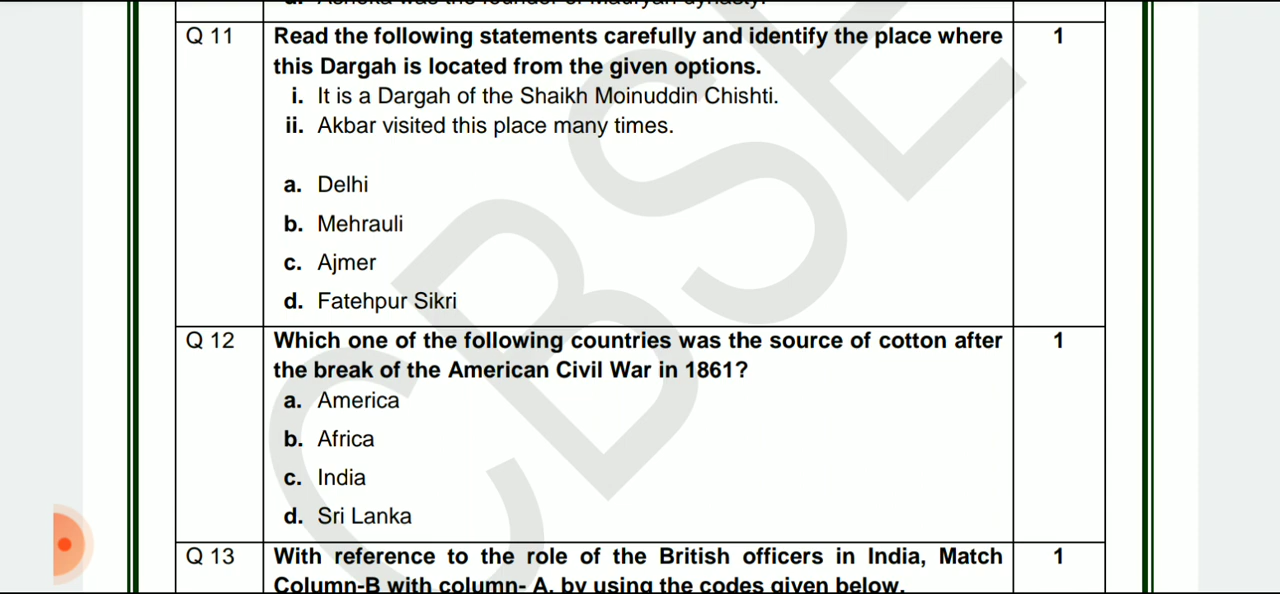 Q 11 Read the following statements carefully and identify the place where 1
this Dargah is located from the given options.
i. It is a Dargah of the Shaikh Moinuddin Chishti.
ii. Akbar visited this place many times.
a. Delhi
b. Mehrauli
c. Ajmer
d. Fatehpur Sikri
Q 12 Which one of the following countries was the source of cotton after 1
the break of the American Civil War in 1861?
a. America
b. Africa
c. India
d. Sri Lanka
Q 13 With reference to the role of the British officers in India, Match 1
Column-B with column- A, by using the codes given below.
CBSE